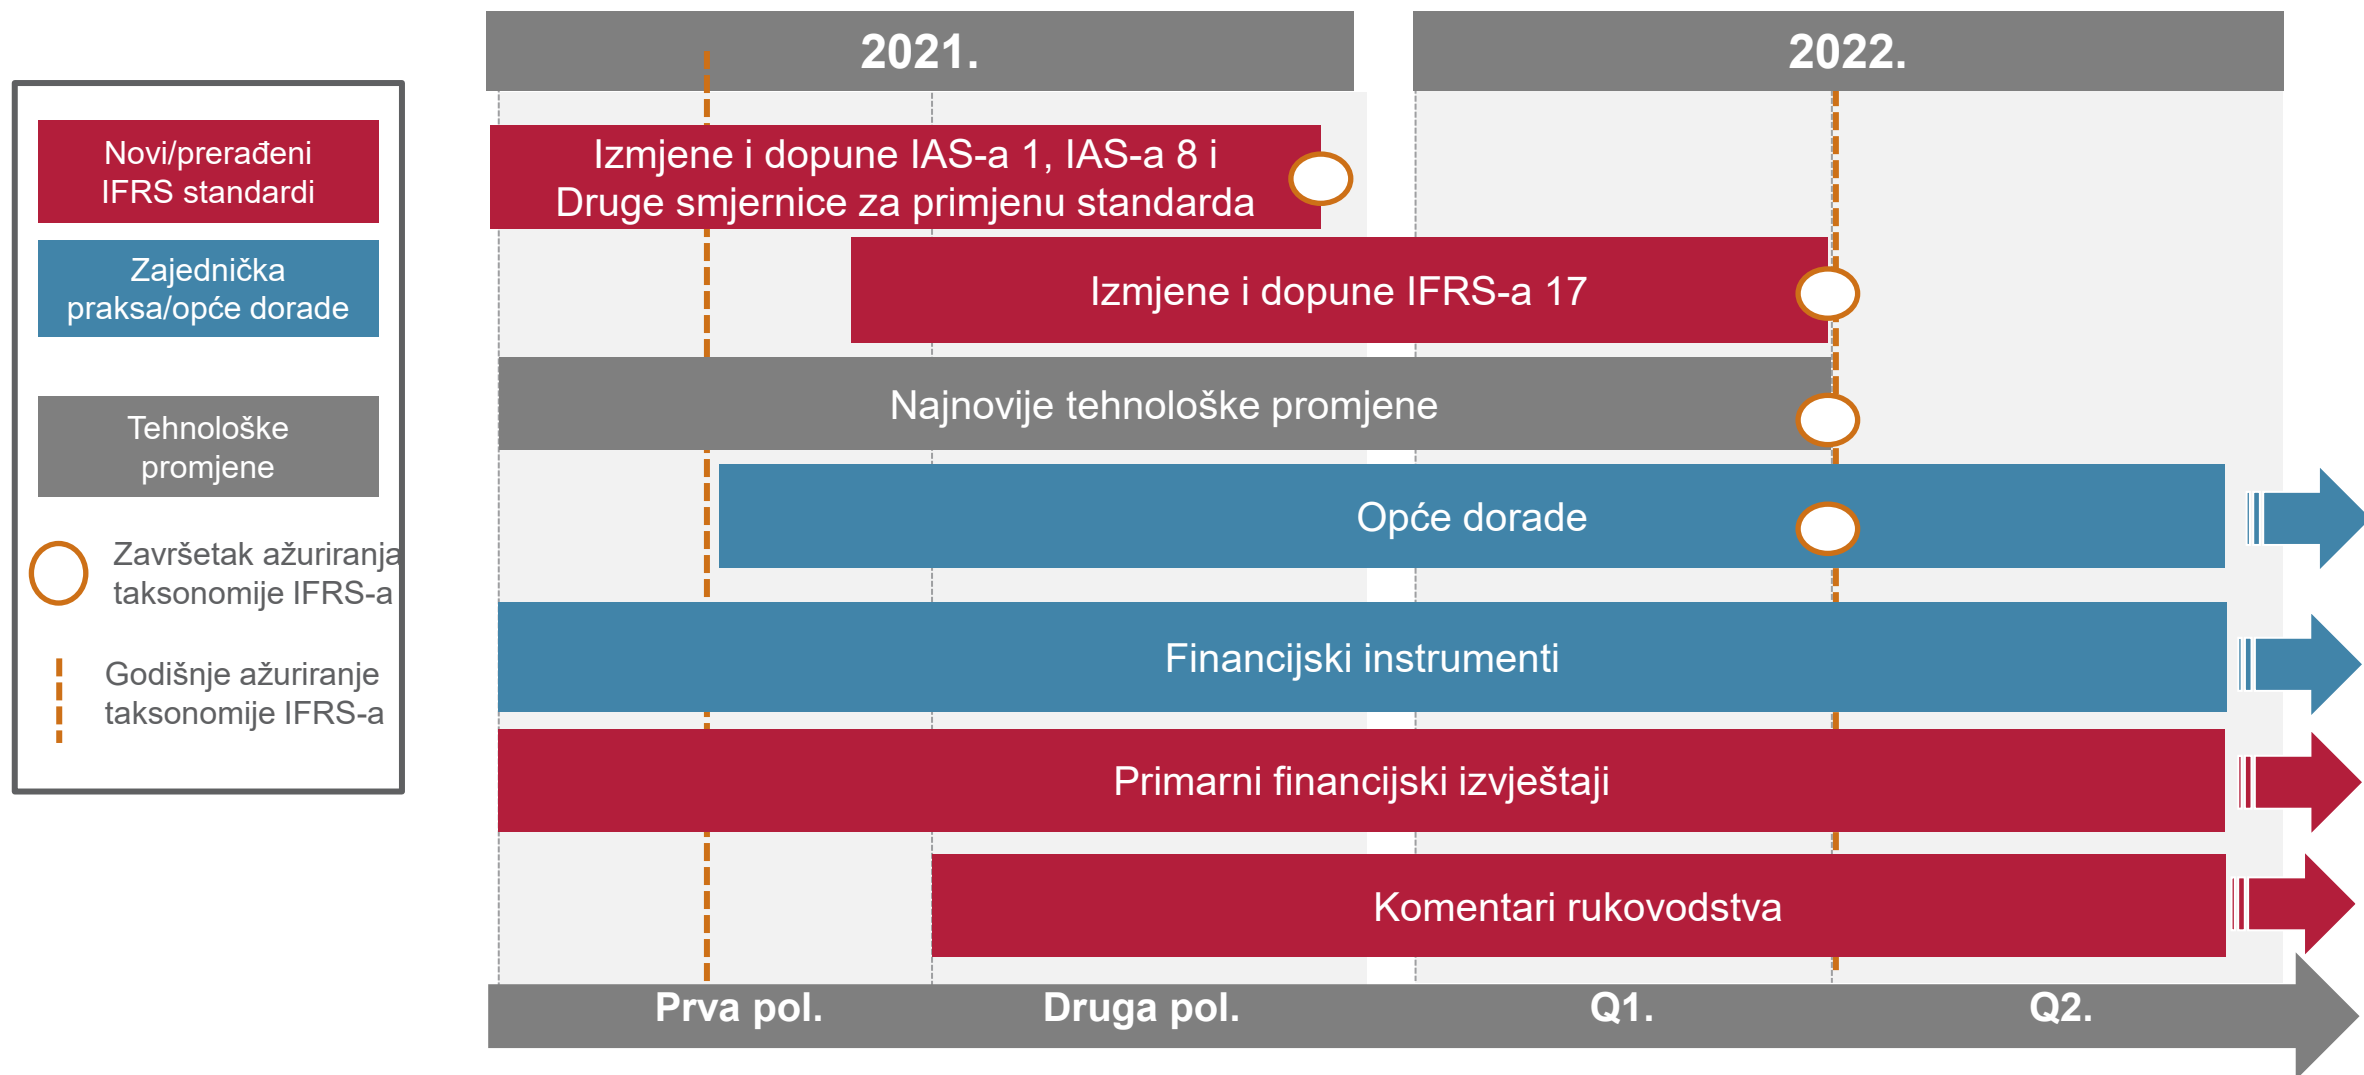 2021.
2022.
Novi/prerađeni
IFRS standardi
Zajednička
praksa/opće dorade
Tehnološke
promjene
Završetak ažuriranja
taksonomije IFRS-a
Godišnje ažuriranje
taksonomije IFRS-a
Izmjene i dopune IAS-a 1, IAS-a 8 i
Druge smjernice za primjenu standarda
Izmjene i dopune IFRS-a 17
Najnovije tehnološke promjene
Opće dorade
Financijski instrumenti
Primarni financijski izvještaji
Komentari rukovodstva
Prva pol.
Druga pol.
Q1.
Q2.